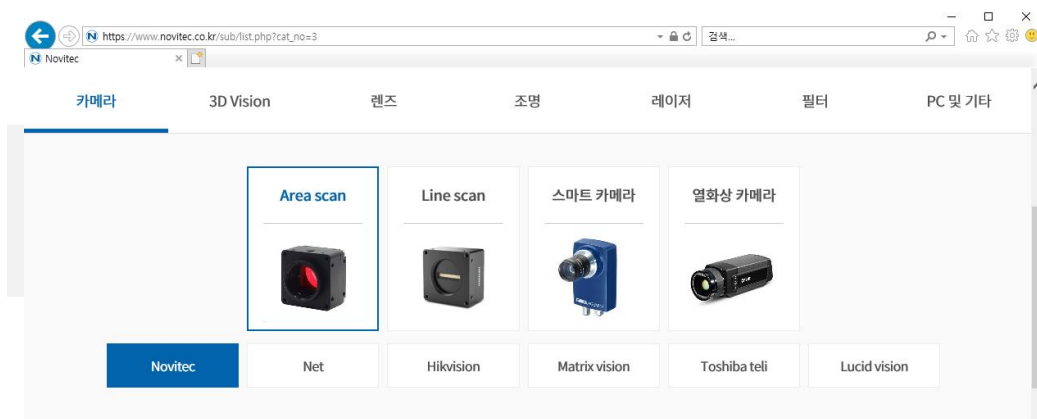 https://www.novitec.co.kr/sub/list.php?cat_no=3
검색...
Novitec
카메라 3D Vision 렌즈 조명 레이저 필터 PC 및 기타
Area scan Line scan 스마트 카메라 열화상 카메라
Novitec Net Hikvision Matrix vision Toshiba teli Lucid vision